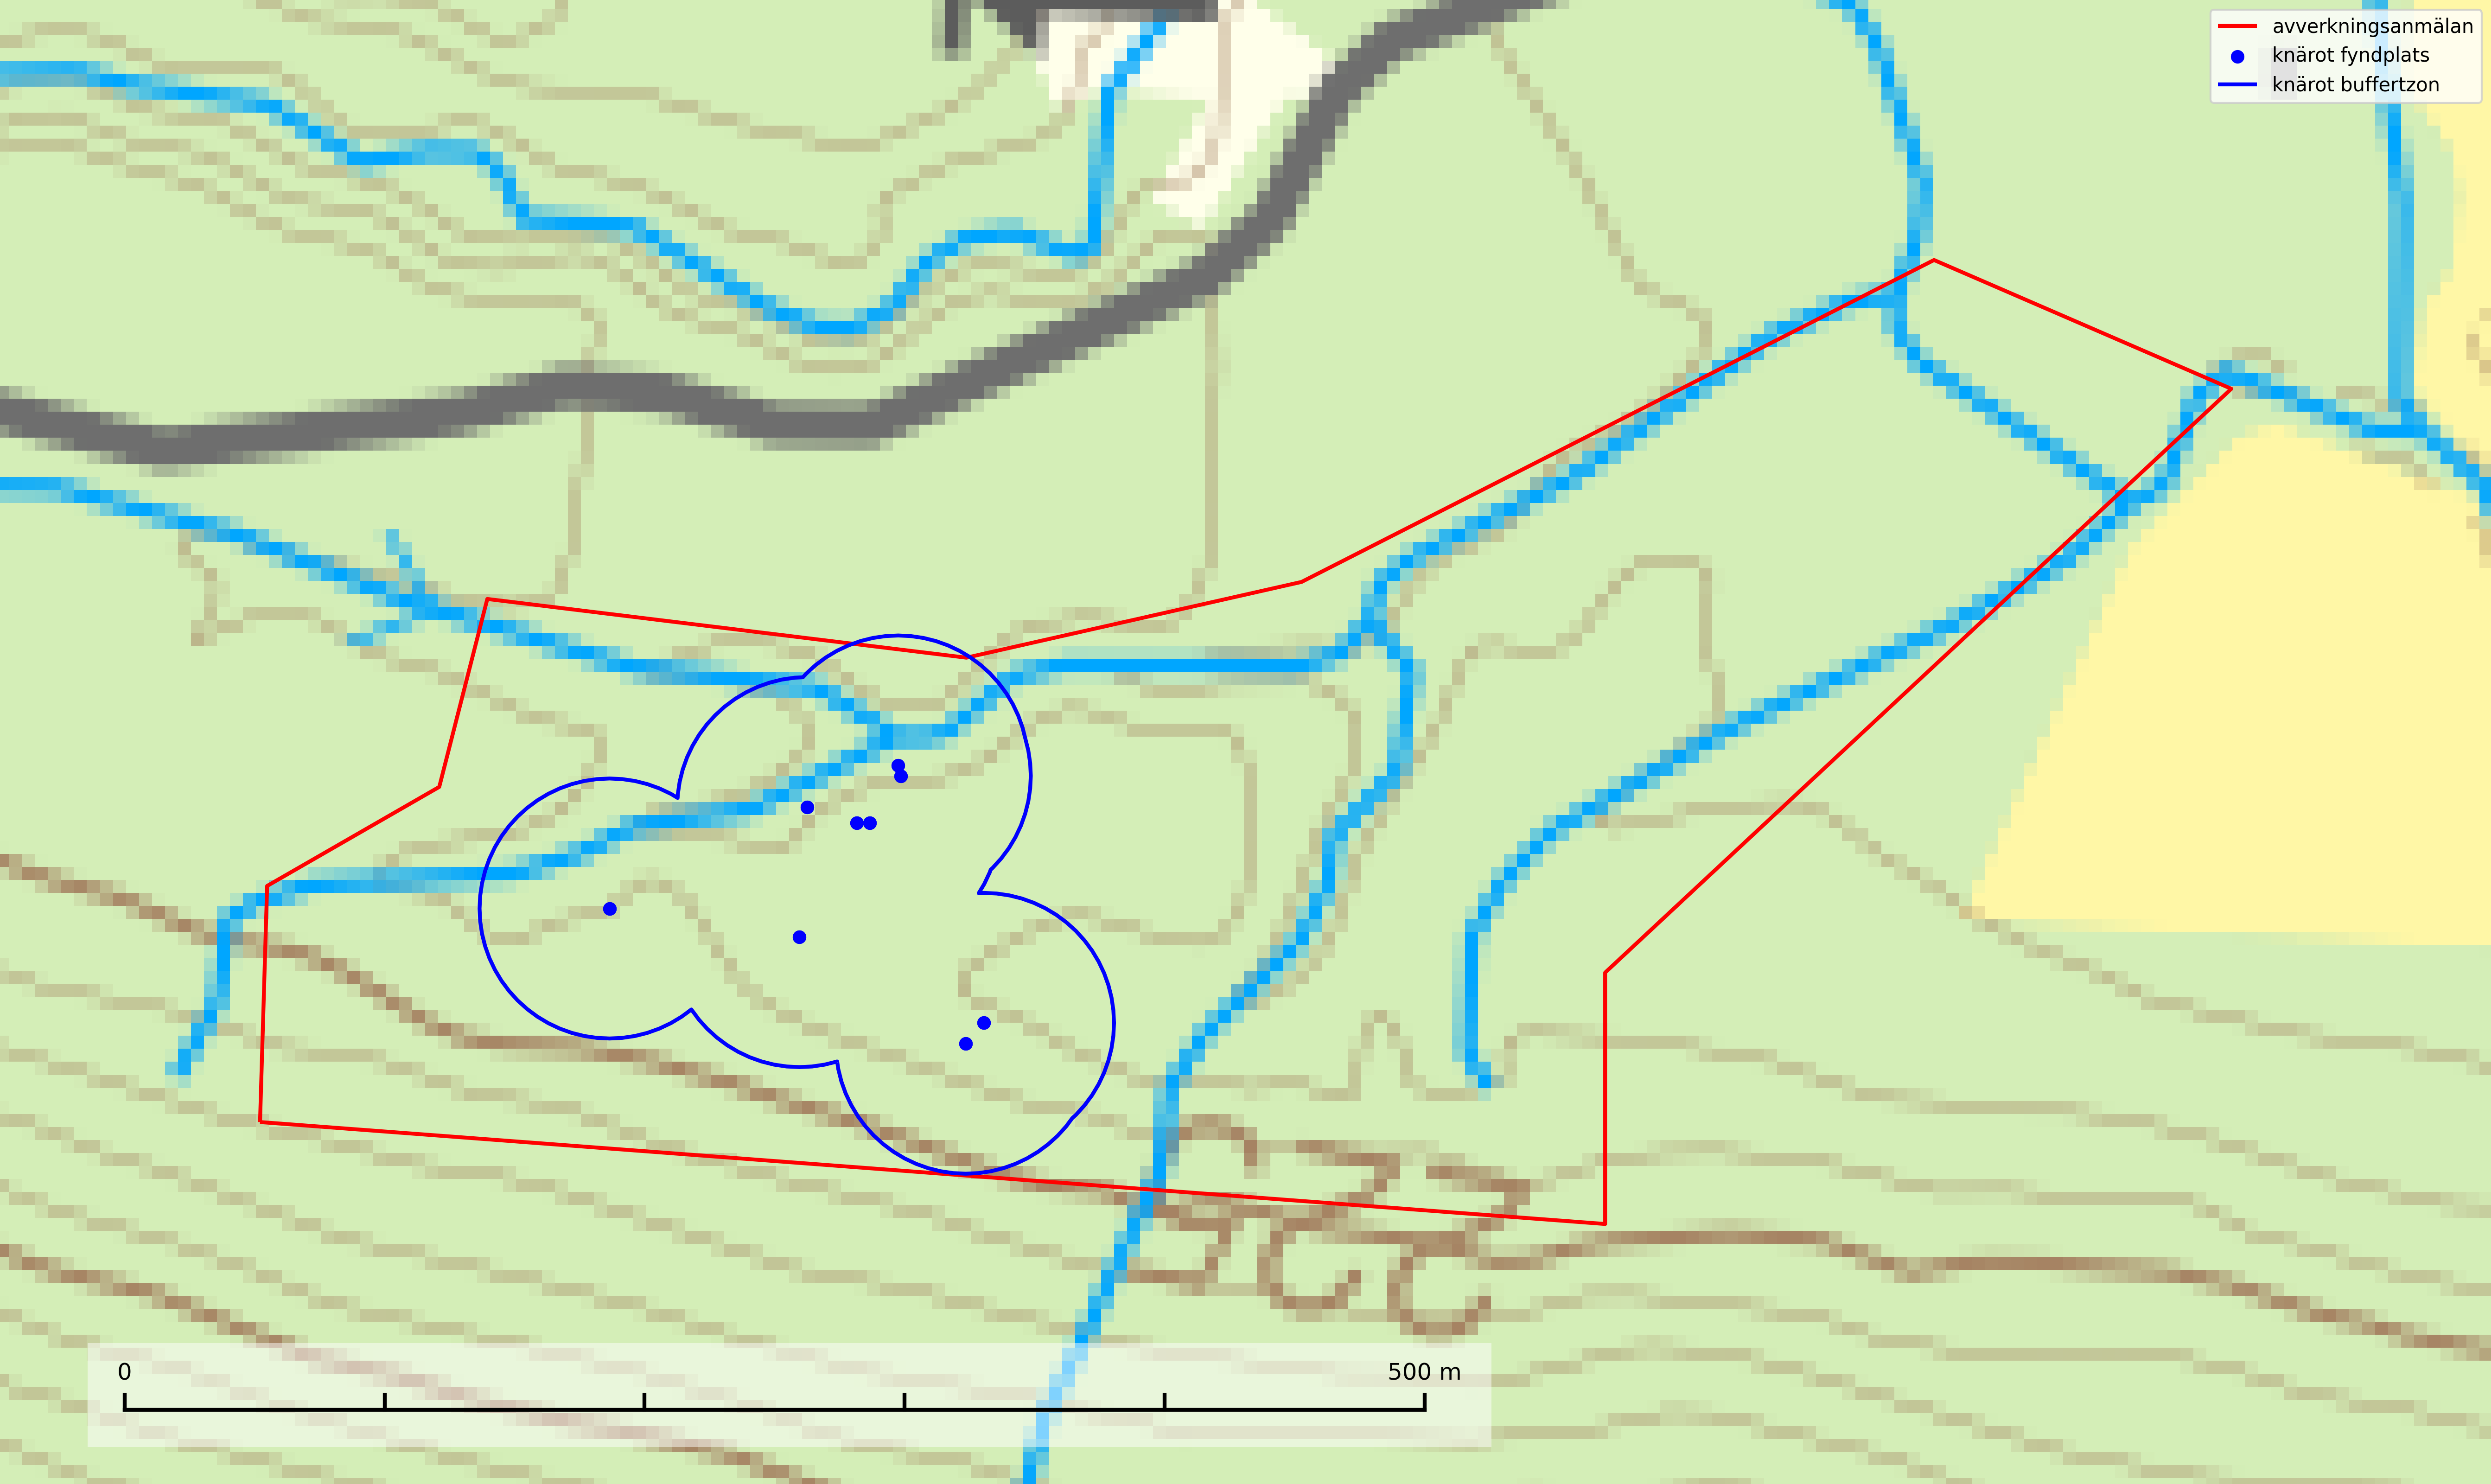 avverkningsanmälan
knärot fyndplats
knärot buffertzon
0 500 m